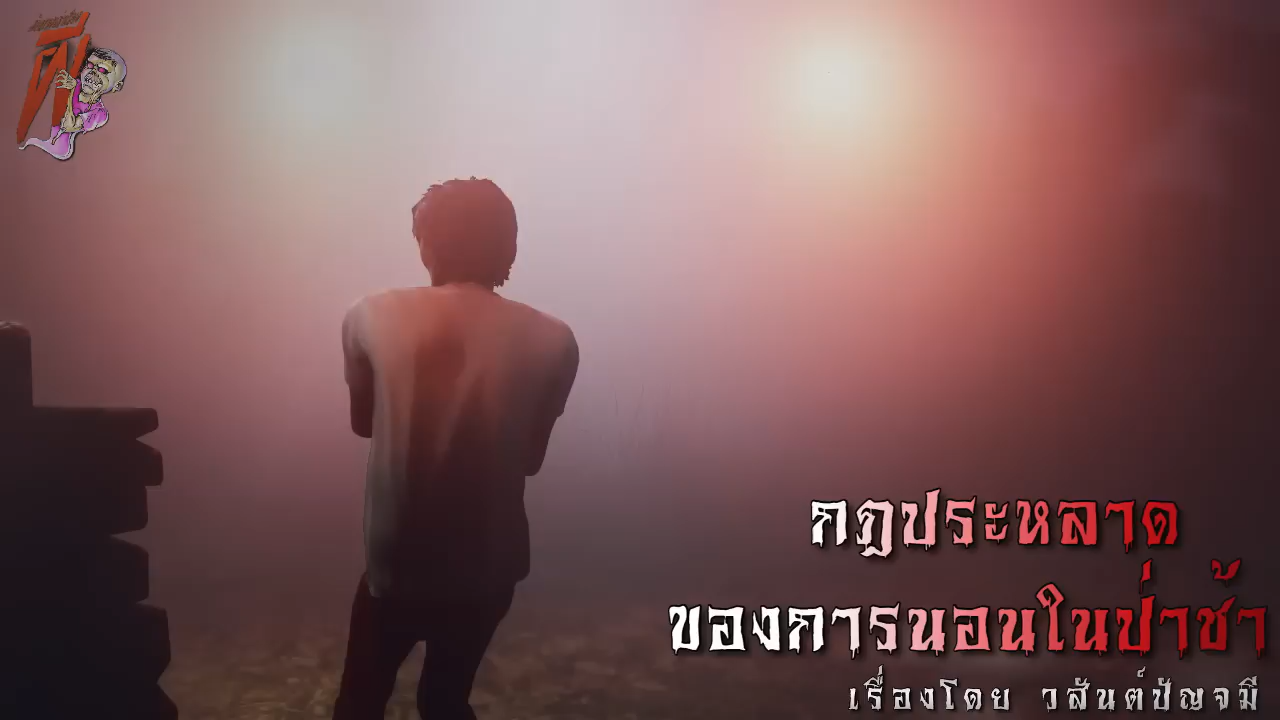 ผี
กฎประหลาด
ของการนอนในป่าช้า
เรื่องโดย วสันต์ปัญจมี